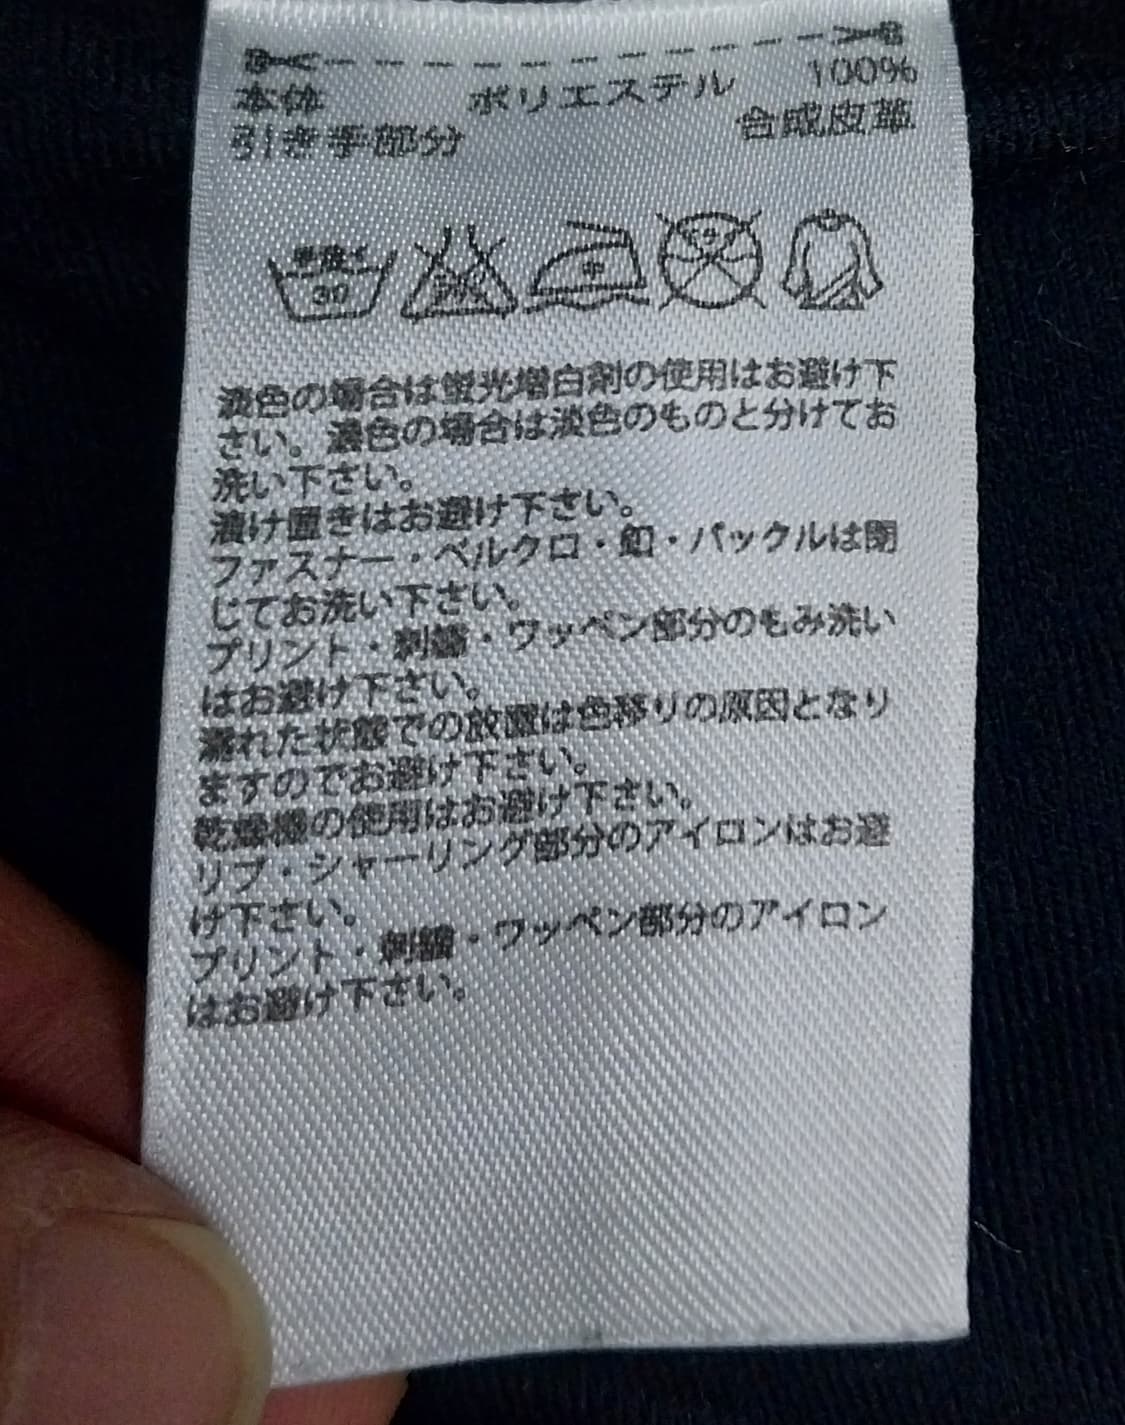 本体 ポリエステル 100%
引き手部分 合成皮革
手洗イ
30
中
淡色の場合は蛍光増白剤の使用はお避け下
さい。濃色の場合は淡色のものと分けてお
洗い下さい。
漬け置きはお避け下さい。
ファスナー・ベルクロ・釦・バックルは閉
じてお洗い下さい。
プリント・刺繍・ワッペン部分のもみ洗い
はお避け下さい。
濡れた状態での放置は色移りの原因となり
ますのでお避け下さい。
乾燥機の使用はお避け下さい。
リブ・シャーリング部分のアイロンはお避
け下さい。
プリント・刺繍・ワッペン部分のアイロン
はお避け下さい。